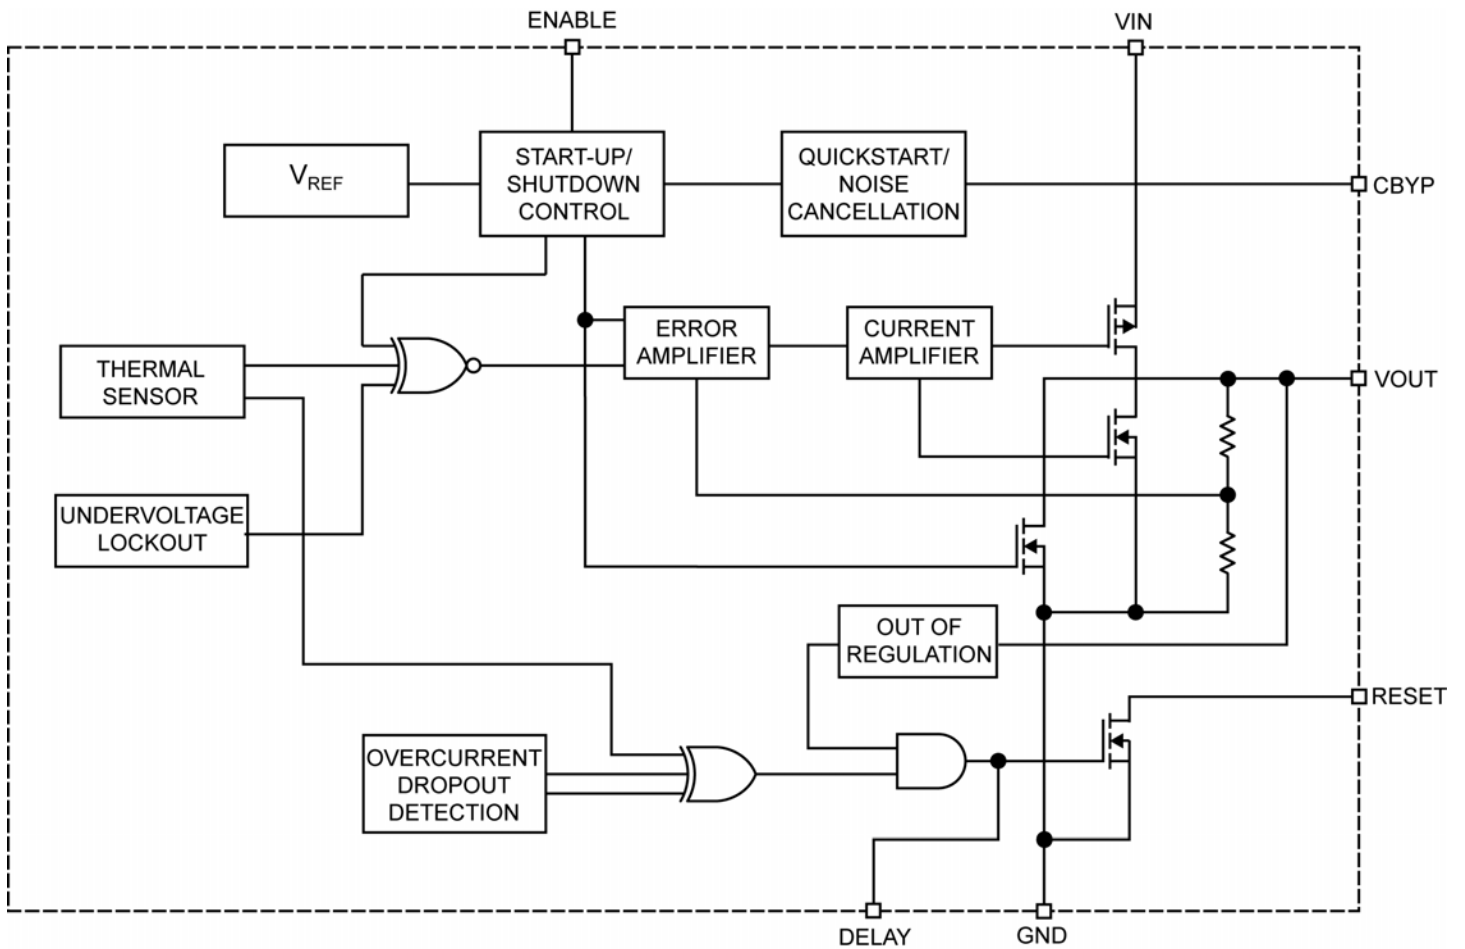 ENABLE
VIN
VREF
START-UP/
SHUTDOWN
CONTROL
QUICKSTART/
NOISE
CANCELLATION
CBYP
ERROR
AMPLIFIER
CURRENT
AMPLIFIER
THERMAL
SENSOR
VOUT
UNDERVOLTAGE
LOCKOUT
OUT OF
REGULATION
RESET
OVERCURRENT
DROPOUT
DETECTION
DELAY
GND